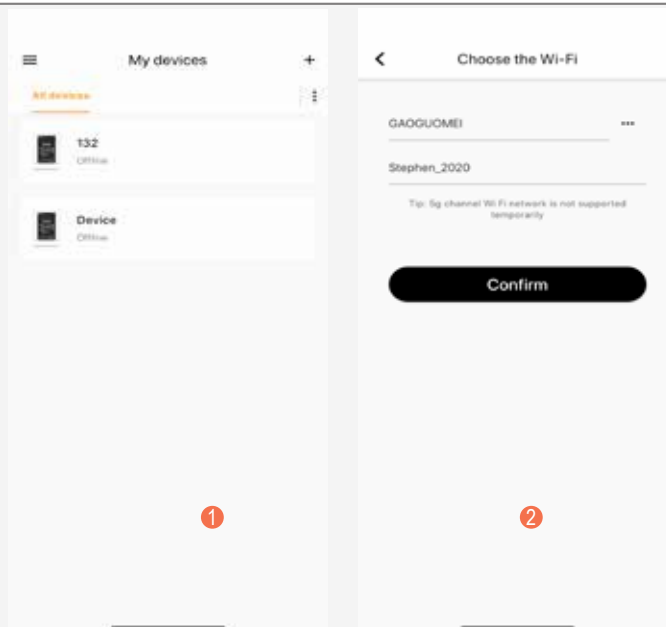 My devices
+
All devices
132
Offline
Device
Offline
1
Choose the Wi-Fi
GAOGUOMEI
Stephen_2020
Tip: 5g channel Wi-Fi network is not supported
temporarily
Confirm
2